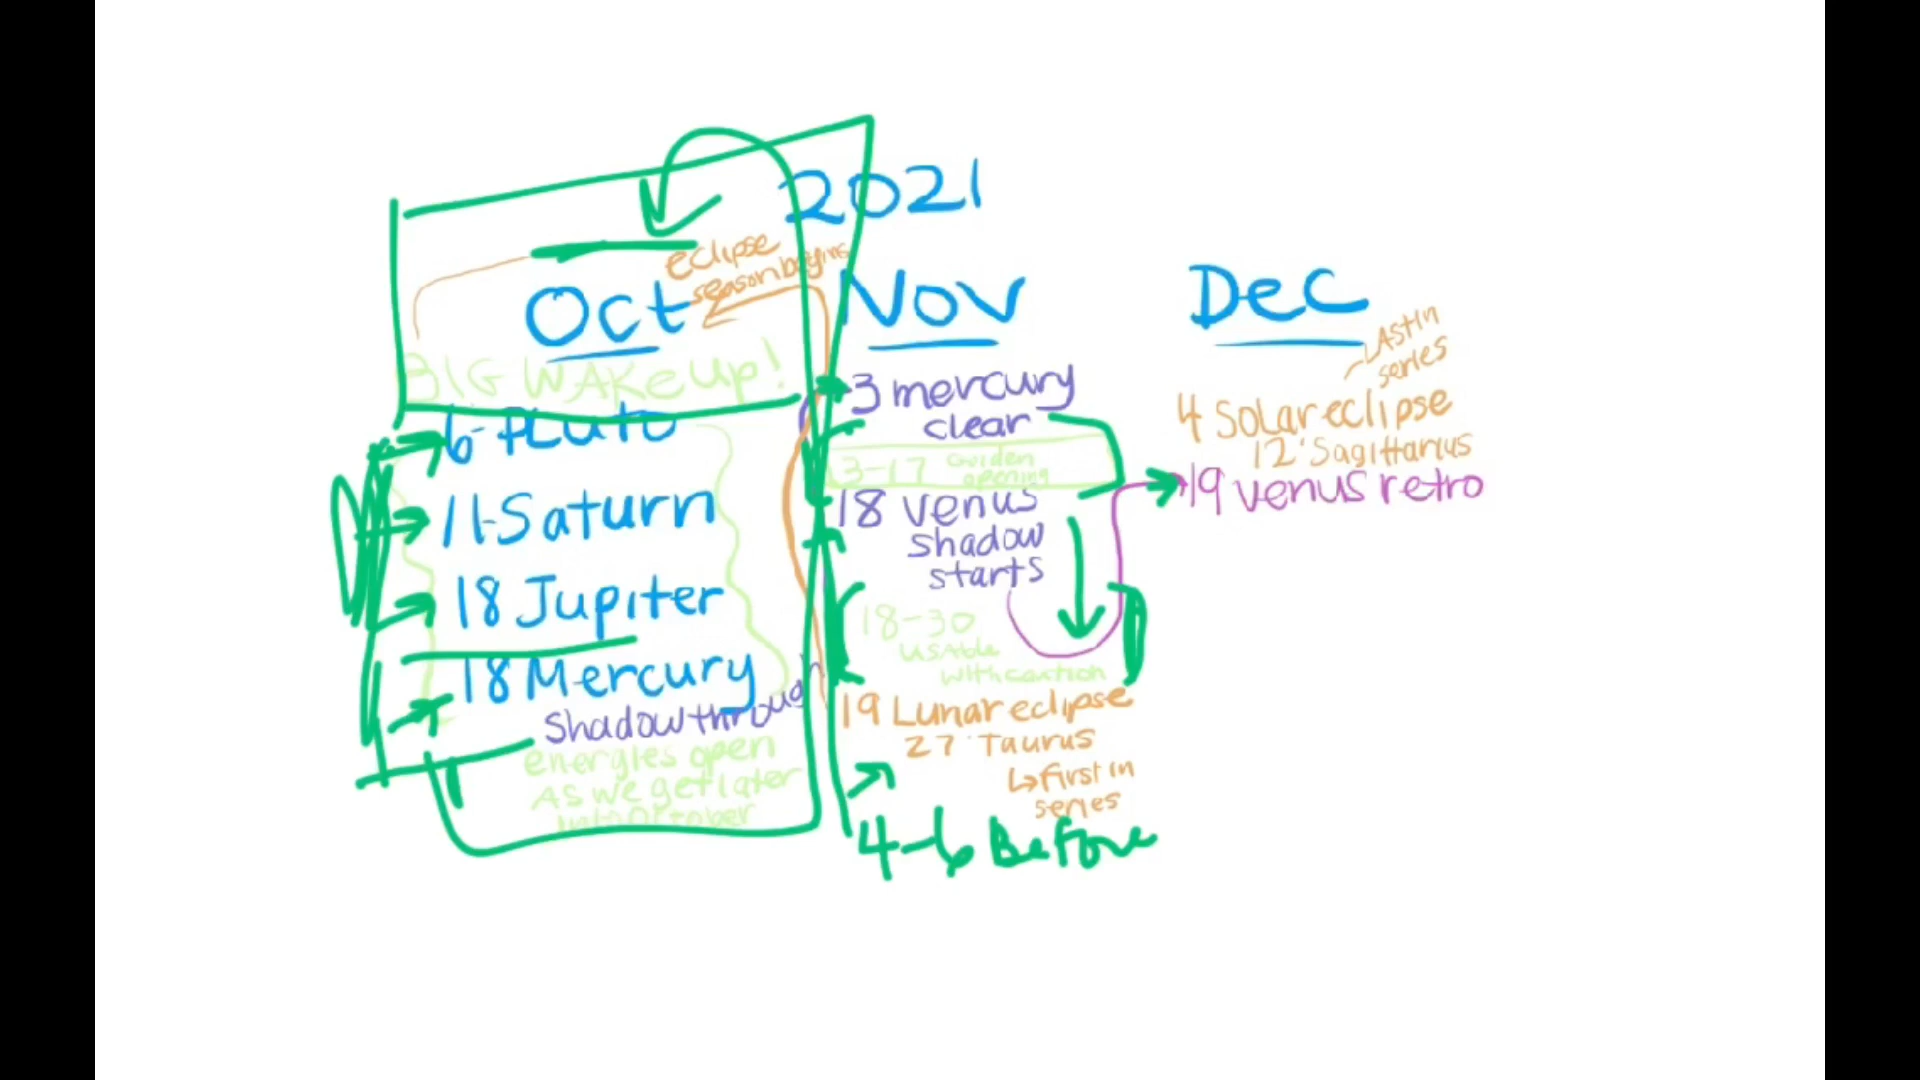 2021
eclipse
season begins
Oct
BIG WAKE up!
6-Pluto
11-Saturn
18 Jupiter
18 Mercury
Shadow through
energies open
As we get later
into October
Nov
3 mercury
clear
13-17 Golden
opening
18 venus
shadow
starts
18-30
usable
with caution
19 Lunar eclipse
27° Taurus
↳ first in
series
4-6 Before
Dec
LAST in
series
4 Solar eclipse
12° Sagittarius
19 venus retro